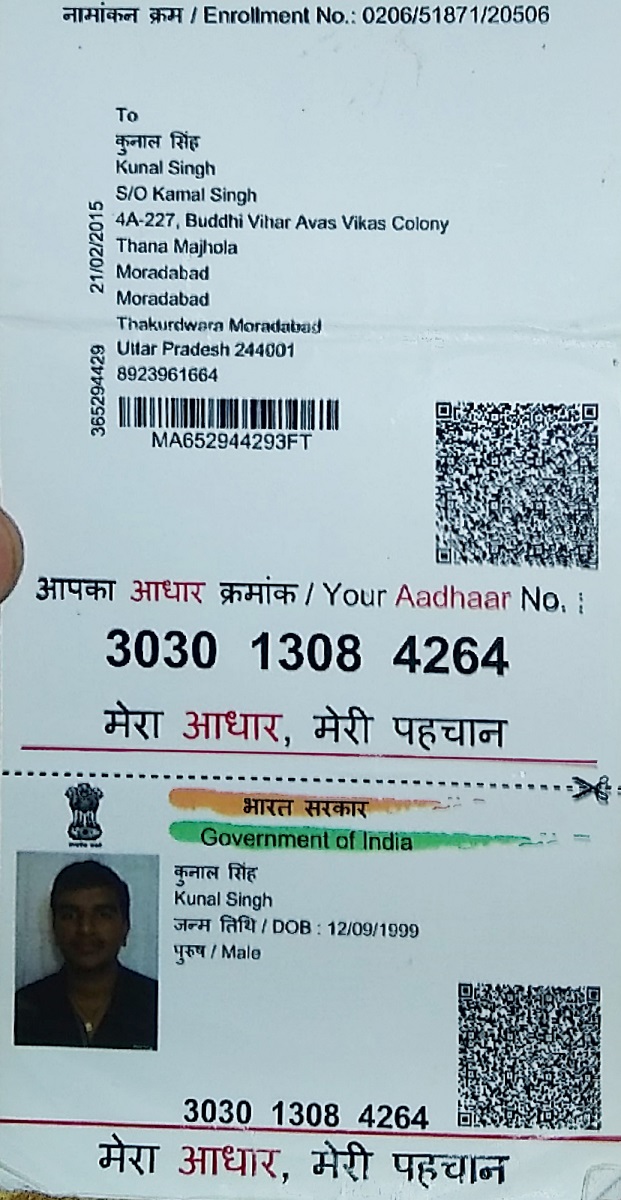 नामांकन क्रम / Enrollment No.: 0206/51871/20506
To
कुनाल सिंह
Kunal Singh
S/O Kamal Singh
4A-227, Buddhi Vihar Avas Vikas Colony
Thana Majhola
Moradabad
Moradabad
Thakurdwara Moradabad
Uttar Pradesh 244001
8923961664
21/02/2015
365294429
MA652944293FT
आपका आधार क्रमांक / Your Aadhaar No. :
3030 1308 4264
मेरा आधार, मेरी पहचान
भारत सरकार
Government of India
कुनाल सिंह
Kunal Singh
जन्म तिथि / DOB : 12/09/1999
पुरुष / Male
3030 1308 4264
मेरा आधार, मेरी पहचान